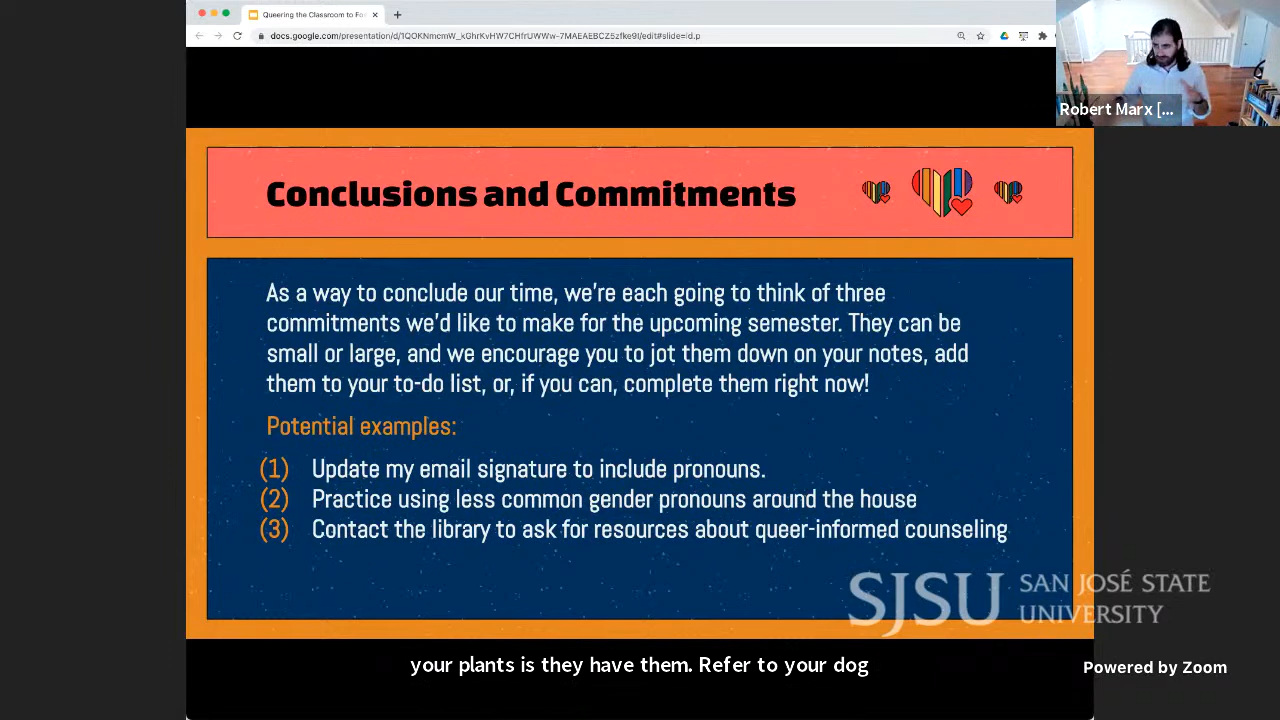 Queering the Classroom to Fo
docs.google.com/presentation/d/1QOKNmcmW_kGhrKvHW7CHfrUWWw-7MAEAEBCZ5zfke9I/edit#slide=id.p
Robert Marx [...
Conclusions and Commitments
As a way to conclude our time, we're each going to think of three
commitments we'd like to make for the upcoming semester. They can be
small or large, and we encourage you to jot them down on your notes, add
them to your to-do list, or, if you can, complete them right now!
Potential examples:
(1) Update my email signature to include pronouns.
(2) Practice using less common gender pronouns around the house
(3) Contact the library to ask for resources about queer-informed counseling
SJSU SAN JOSÉ STATE
UNIVERSITY
your plants is they have them. Refer to your dog
Powered by Zoom